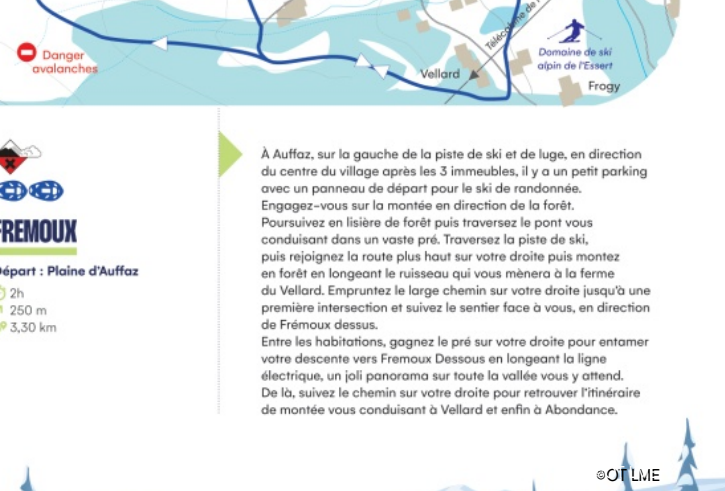 Danger
avalanches
Télécabine de
Vellard
Domaine de ski
alpin de l'Essert
Frogy
FREMOUX
Départ : Plaine d'Auffaz
2h
250 m
3,30 km
À Auffaz, sur la gauche de la piste de ski et de luge, en direction
du centre du village après les 3 immeubles, il y a un petit parking
avec un panneau de départ pour le ski de randonnée.
Engagez-vous sur la montée en direction de la forêt.
Poursuivez en lisière de forêt puis traversez le pont vous
conduisant dans un vaste pré. Traversez la piste de ski,
puis rejoignez la route plus haut sur votre droite puis montez
en forêt en longeant le ruisseau qui vous mènera à la ferme
du Vellard. Empruntez le large chemin sur votre droite jusqu'à une
première intersection et suivez le sentier face à vous, en direction
de Frémoux dessus.
Entre les habitations, gagnez le pré sur votre droite pour entamer
votre descente vers Fremoux Dessous en longeant la ligne
électrique, un joli panorama sur toute la vallée vous y attend.
De là, suivez le chemin sur votre droite pour retrouver l'itinéraire
de montée vous conduisant à Vellard et enfin à Abondance.
©OT LME